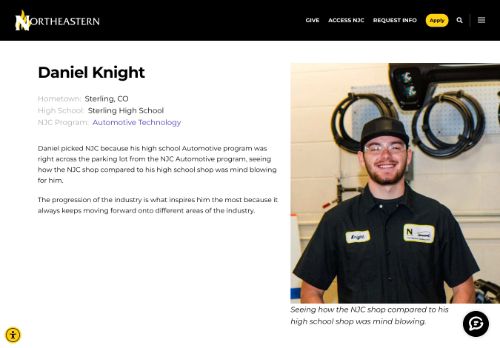 NORTHEASTERN
GIVE ACCESS NJC REQUEST INFO Apply
Daniel Knight
Hometown: Sterling, CO
High School: Sterling High School
NJC Program: Automotive Technology
Daniel picked NJC because his high school Automotive program was
right across the parking lot from the NJC Automotive program, seeing
how the NJC shop compared to his high school shop was mind blowing
for him.
The progression of the industry is what inspires him the most because it
always keeps moving forward onto different areas of the industry.
Knight
N
Seeing how the NJC shop compared to his
high school shop was mind blowing.